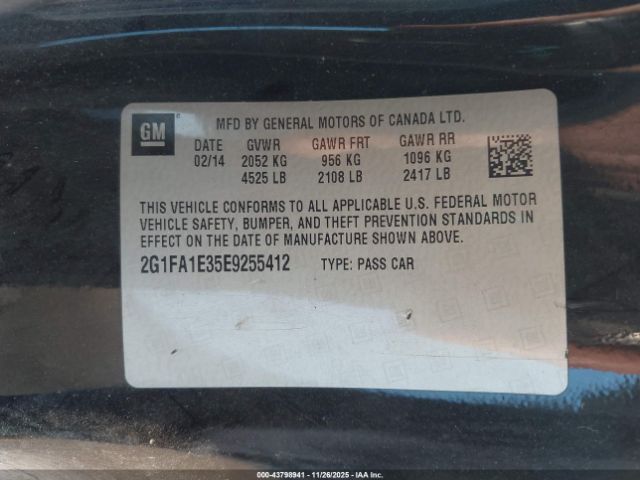 GM
MFD BY GENERAL MOTORS OF CANADA LTD.
DATE GVWR GAWR FRT GAWR RR
02/14 2052 KG 956 KG 1096 KG
4525 LB 2108 LB 2417 LB
THIS VEHICLE CONFORMS TO ALL APPLICABLE U.S. FEDERAL MOTOR
VEHICLE SAFETY, BUMPER, AND THEFT PREVENTION STANDARDS IN
EFFECT ON THE DATE OF MANUFACTURE SHOWN ABOVE.
2G1FA1E35E9255412 TYPE: PASS CAR
000-43798941 - 11/26/2025 - IAA Inc.